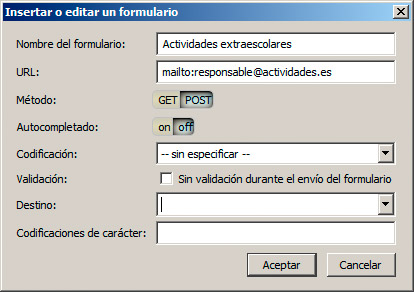 Insertar o editar un formulario
Nombre del formulario: Actividades extraescolares
URL: mailto:responsable@actividades.es
Método: GET POST
Autocompletado: on off
Codificación: -- sin especificar --
Validación: Sin validación durante el envío del formulario
Destino:
Codificaciones de carácter:
Aceptar Cancelar